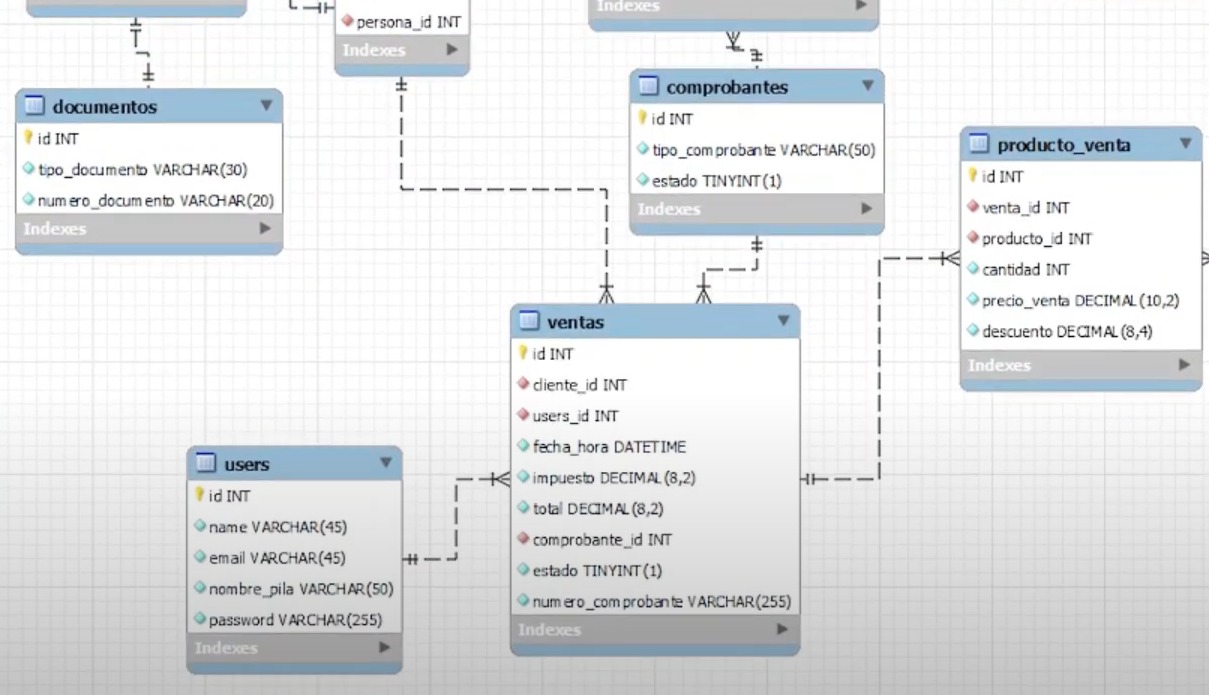 persona_id INT
Indexes
Indexes
documentos
id INT
tipo_documento VARCHAR(30)
numero_documento VARCHAR(20)
Indexes
comprobantes
id INT
tipo_comprobante VARCHAR(50)
estado TINYINT(1)
Indexes
producto_venta
id INT
venta_id INT
producto_id INT
cantidad INT
precio_venta DECIMAL(10,2)
descuento DECIMAL(8,4)
Indexes
ventas
id INT
cliente_id INT
users_id INT
fecha_hora DATETIME
impuesto DECIMAL(8,2)
total DECIMAL(8,2)
comprobante_id INT
estado TINYINT(1)
numero_comprobante VARCHAR(255)
Indexes
users
id INT
name VARCHAR(45)
email VARCHAR(45)
nombre_pila VARCHAR(50)
password VARCHAR(255)
Indexes